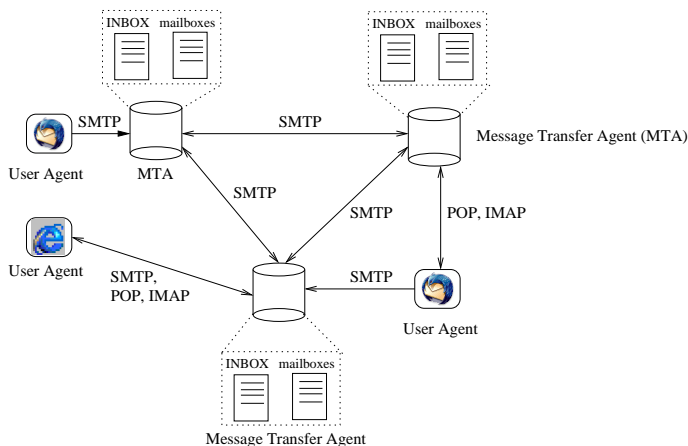 INBOX mailboxes
INBOX mailboxes
SMTP
SMTP
Message Transfer Agent (MTA)
User Agent
MTA
SMTP
SMTP
POP, IMAP
User Agent
SMTP,
POP, IMAP
SMTP
User Agent
INBOX mailboxes
Message Transfer Agent